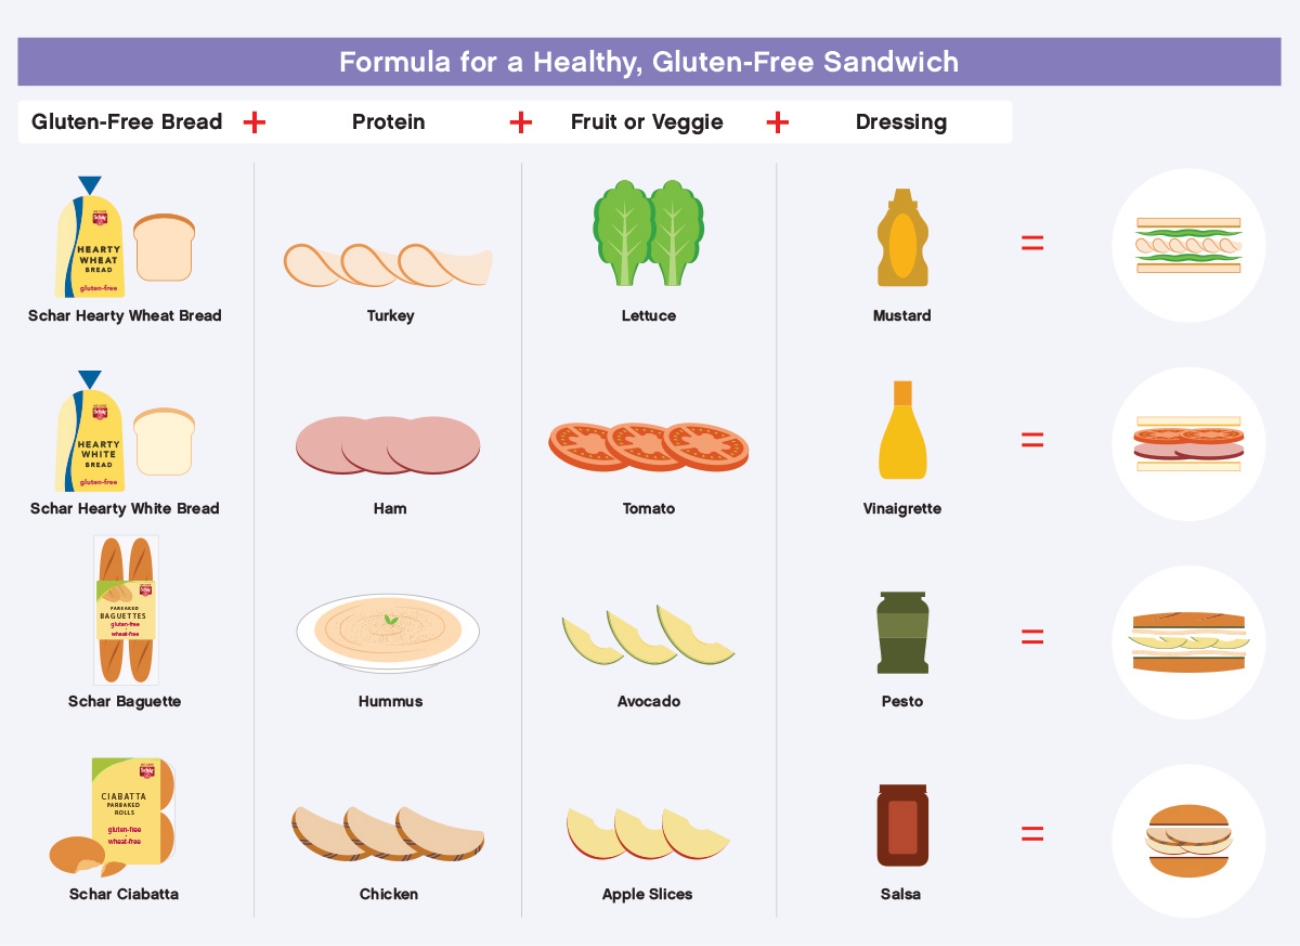 Formula for a Healthy, Gluten-Free Sandwich
Gluten-Free Bread + Protein + Fruit or Veggie + Dressing
HEARTY
WHEAT
BREAD
gluten-free
Schar Hearty Wheat Bread
Turkey
Lettuce
Mustard
=
HEARTY
WHITE
BREAD
gluten-free
Schar Hearty White Bread
Ham
Tomato
Vinaigrette
=
PARBAKED
BAGUETTES
gluten-free
wheat-free
Schar Baguette
Hummus
Avocado
Pesto
=
Schär
CIABATTA
PARBAKED
ROLLS
gluten-free
wheat-free
Schar Ciabatta
Chicken
Apple Slices
Salsa
=